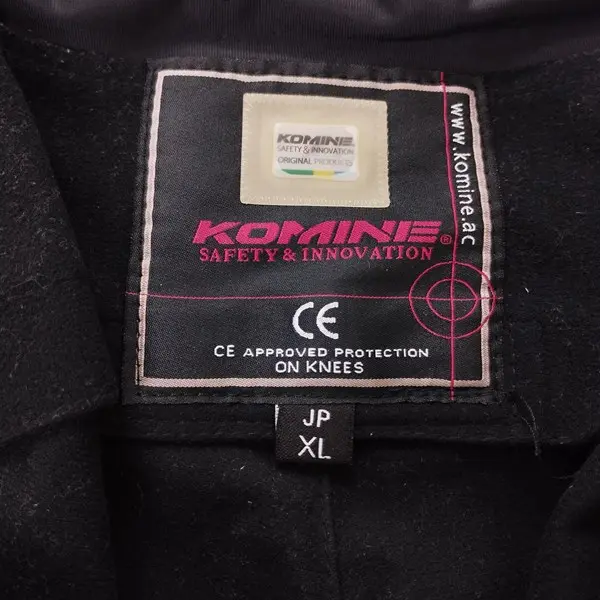 KOMINE
SAFETY & INNOVATION
ORIGINAL PRODUCTS
www.komine.ac
KOMINE®
SAFETY & INNOVATION
CE
CE APPROVED PROTECTION
ON KNEES
JP
XL